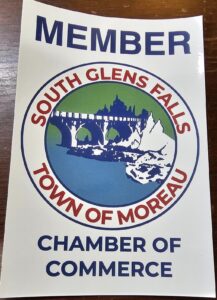 MEMBER
SOUTH GLENS FALLS
TOWN OF MOREAU
CHAMBER OF
COMMERCE